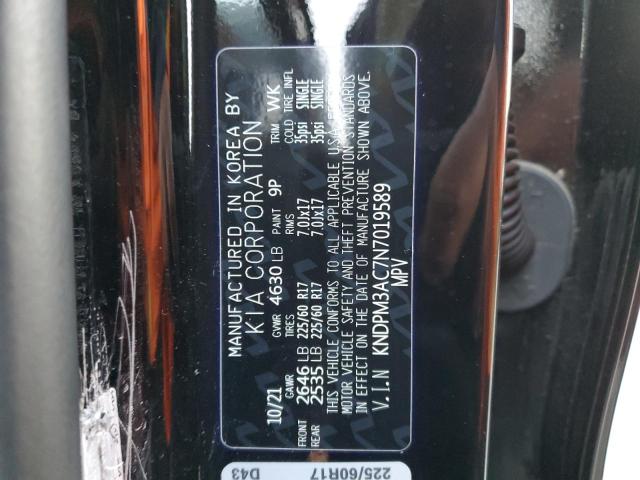 MANUFACTURED IN KOREA BY
KIA CORPORATION
10/21 GVWR 4630 LB PAINT 9P TRIM WK
GAWR TIRES RIMS COLD TIRE INFL
FRONT 2646 LB 225/60 R17 7.0Jx17 35psi SINGLE
REAR 2535 LB 225/60 R17 7.0Jx17 35psi SINGLE
THIS VEHICLE CONFORMS TO ALL APPLICABLE U.S.A.
MOTOR VEHICLE SAFETY AND THEFT PREVENTION STANDARDS
IN EFFECT ON THE DATE OF MANUFACTURE SHOWN ABOVE.
V.I.N KNDPM3AC7N7019589
MPV
D43
225/60R17